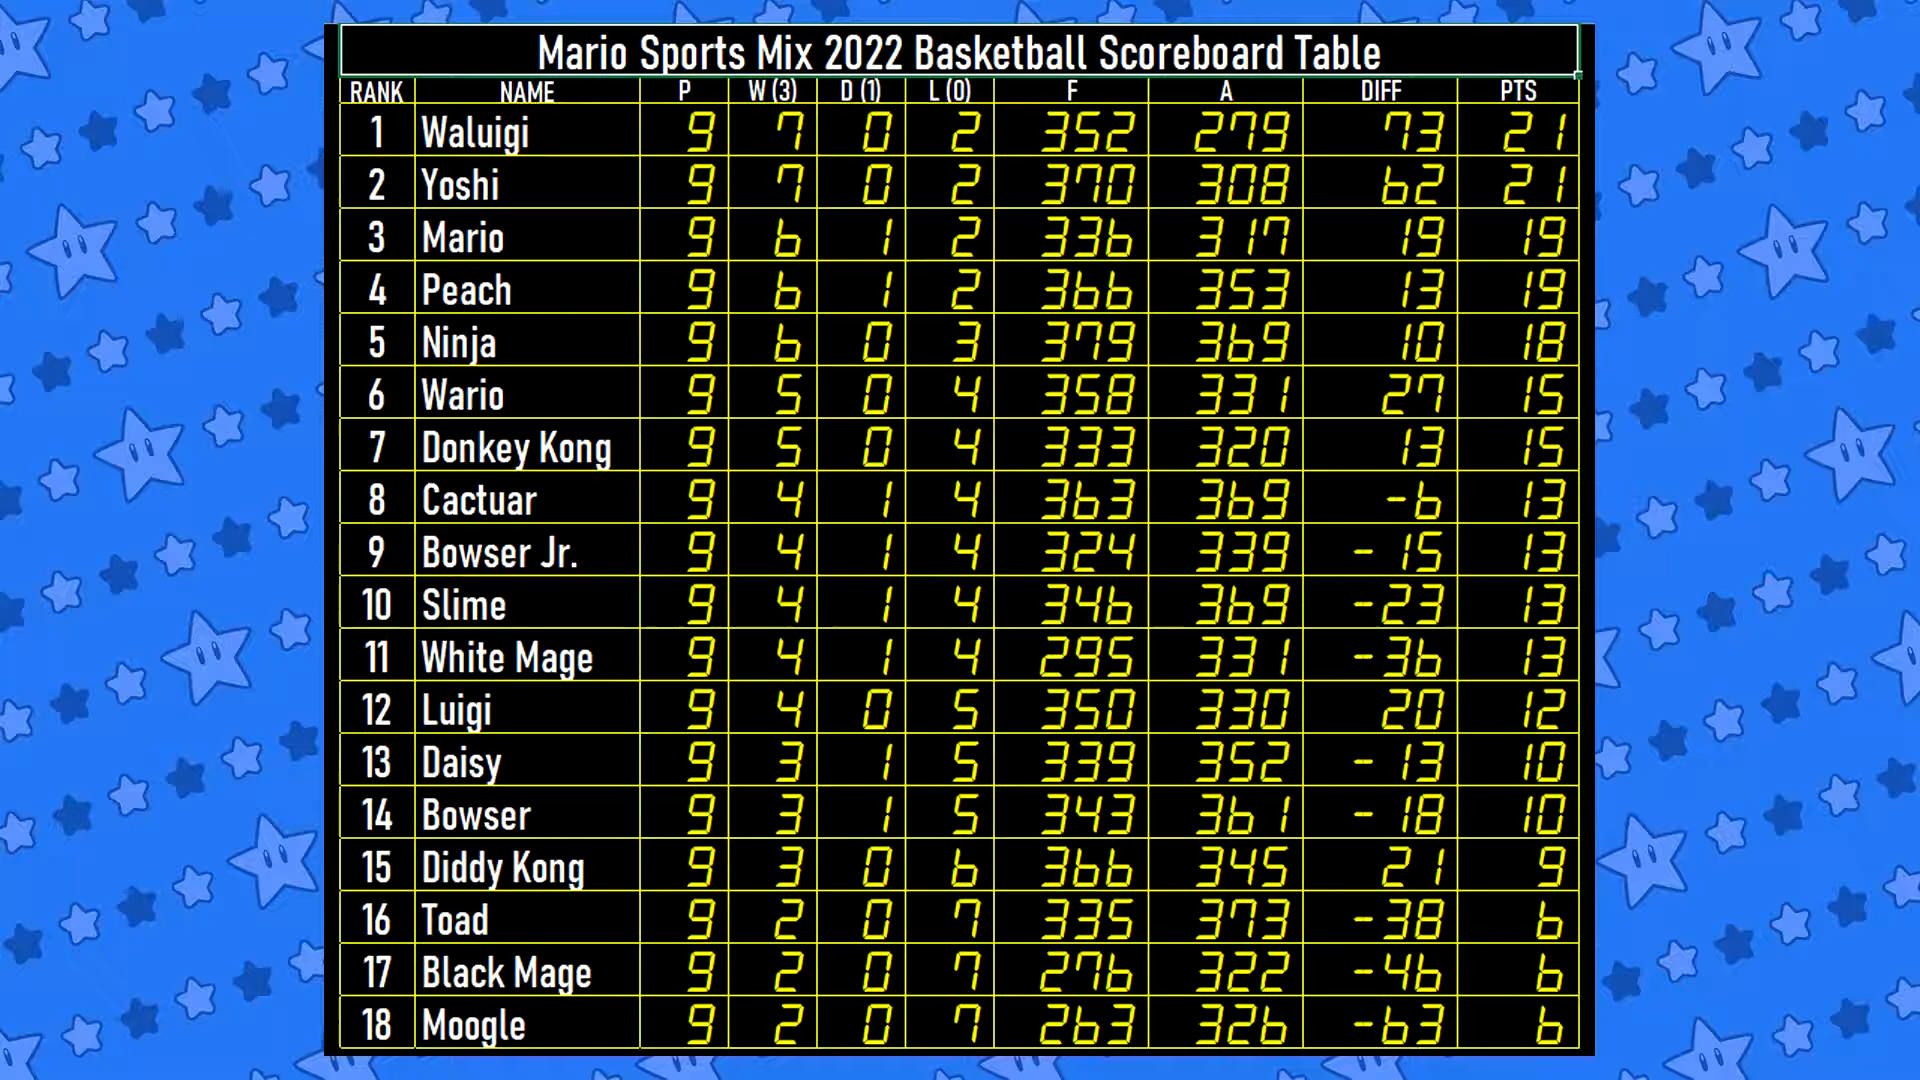 Mario Sports Mix 2022 Basketball Scoreboard Table
RANK NAME P W (3) D (1) L (0) F A DIFF PTS
1 Waluigi 9 7 0 2 352 279 73 21
2 Yoshi 9 7 0 2 370 308 62 21
3 Mario 9 6 1 2 336 317 19 19
4 Peach 9 6 1 2 366 353 13 19
5 Ninja 9 6 0 3 379 369 10 18
6 Wario 9 5 0 4 358 331 27 15
7 Donkey Kong 9 5 0 4 333 320 13 15
8 Cactuar 9 4 1 4 363 369 -6 13
9 Bowser Jr. 9 4 1 4 324 339 -15 13
10 Slime 9 4 1 4 346 369 -23 13
11 White Mage 9 4 1 4 295 331 -36 13
12 Luigi 9 4 0 5 350 330 20 12
13 Daisy 9 3 1 5 339 352 -13 10
14 Bowser 9 3 1 5 343 361 -18 10
15 Diddy Kong 9 3 0 6 366 345 21 9
16 Toad 9 2 0 7 335 373 -38 6
17 Black Mage 9 2 0 7 276 322 -46 6
18 Moogle 9 2 0 7 263 326 -63 6